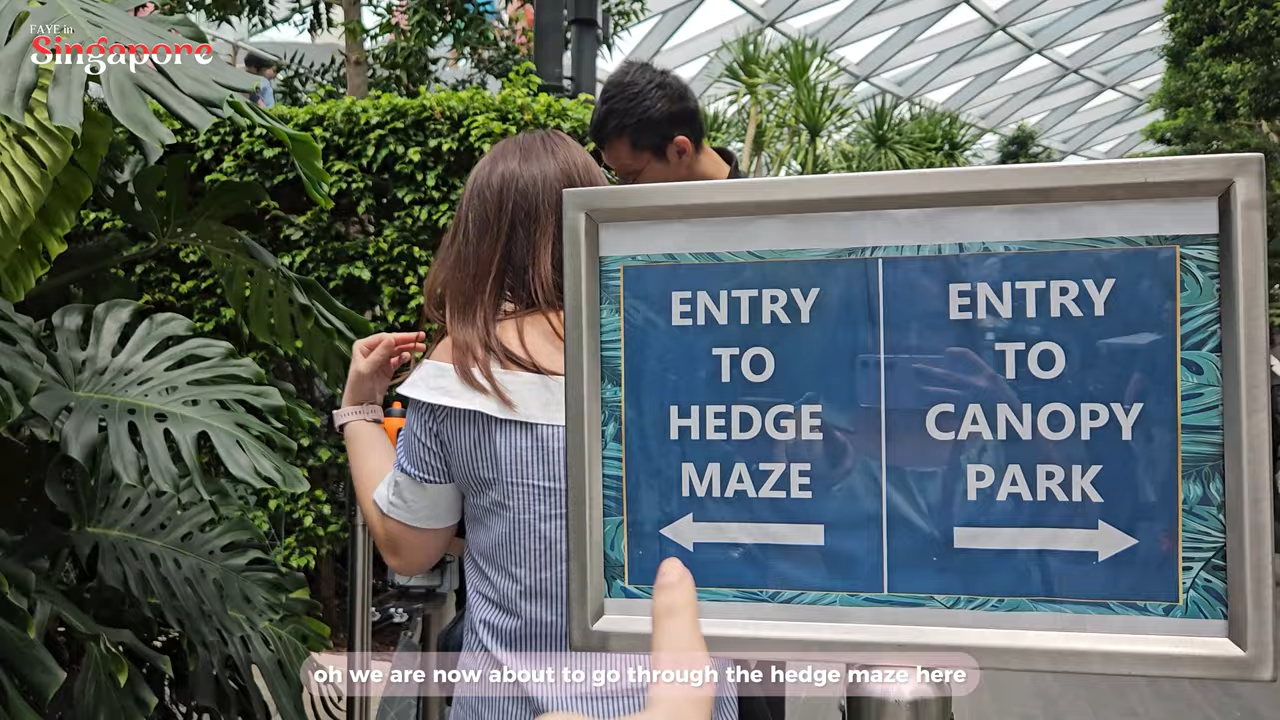 FAYE in
Singapore
ENTRY
TO
HEDGE
MAZE
ENTRY
TO
CANOPY
PARK
oh we are now about to go through the hedge maze here